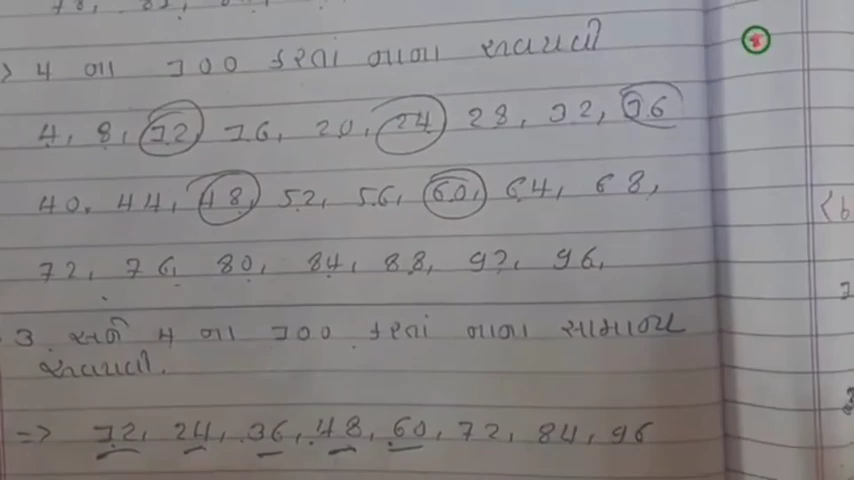 ૪ ના 100 કરતાં નાના અવયવી
4, 8, 12, 16, 20, 24 28, 32, 36
40, 44, 48, 52, 56, 60, 64, 68,
72, 76, 80, 84, 88, 92, 96.
3 અને ૪ ના 100 કરતાં નાના સામાન્ય
અવયવી.
=> 12, 24, 36, 48, 60, 72, 84, 96